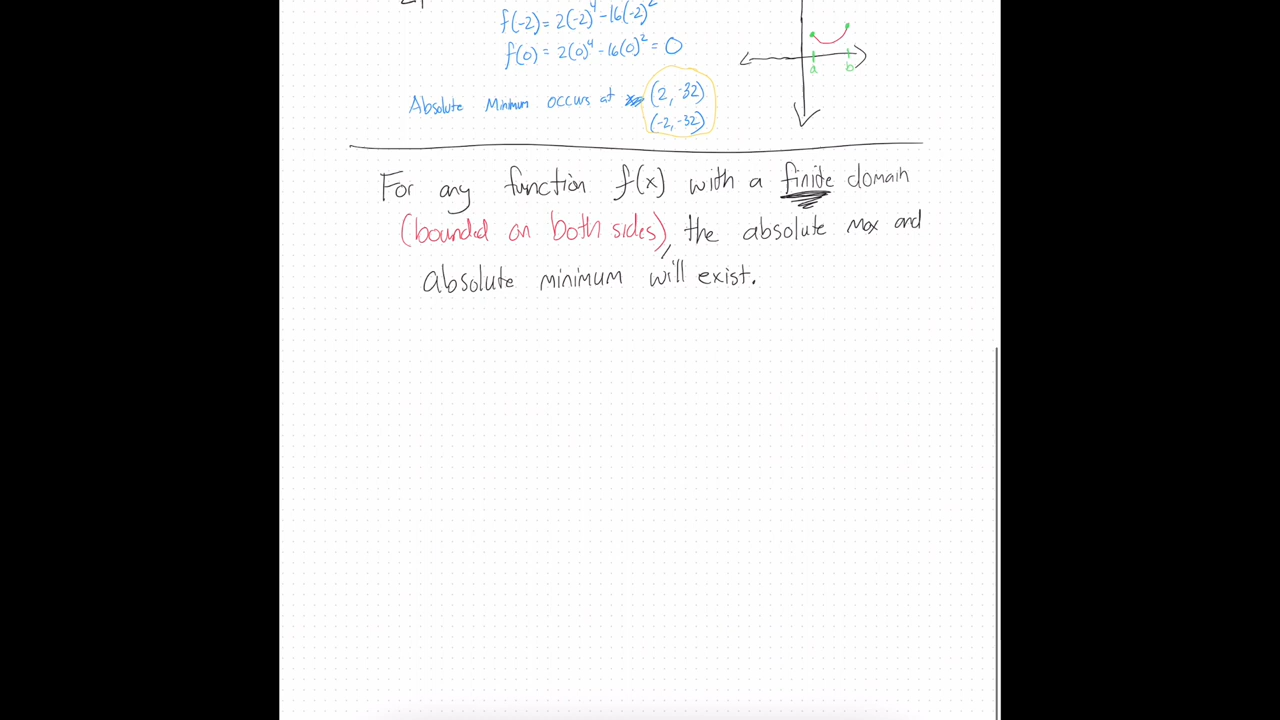 f(-2) = 2(-2)⁴ - 16(-2)²
f(0) = 2(0)⁴ - 16(0)² = 0
a b
Absolute Minimum occurs at (2, -32)
(-2, -32)
For any function f(x) with a finite domain
(bounded on both sides), the absolute max and
absolute minimum will exist.